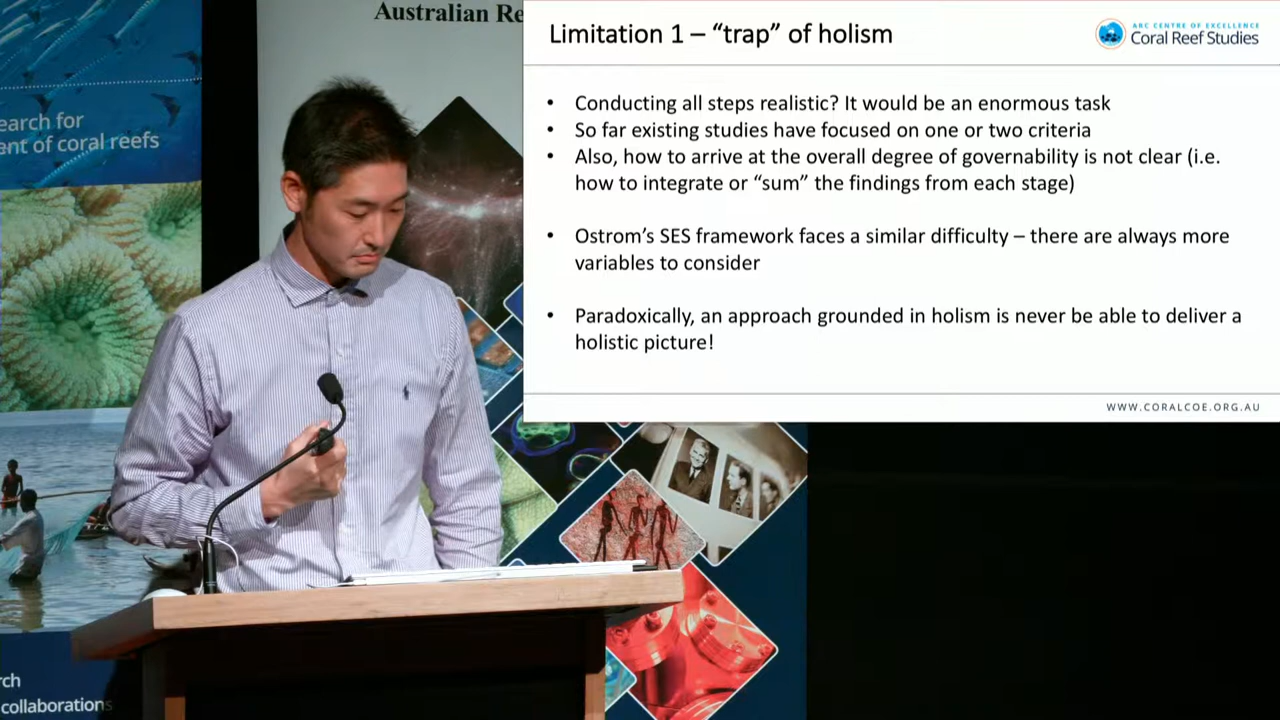 Australian Re
earch for
ent of coral reefs
rch
collaborations
Limitation 1 – “trap” of holism
ARC CENTRE OF EXCELLENCE
Coral Reef Studies
• Conducting all steps realistic? It would be an enormous task
• So far existing studies have focused on one or two criteria
• Also, how to arrive at the overall degree of governability is not clear (i.e.
how to integrate or “sum” the findings from each stage)
• Ostrom’s SES framework faces a similar difficulty – there are always more
variables to consider
• Paradoxically, an approach grounded in holism is never be able to deliver a
holistic picture!
WWW.CORALCOE.ORG.AU